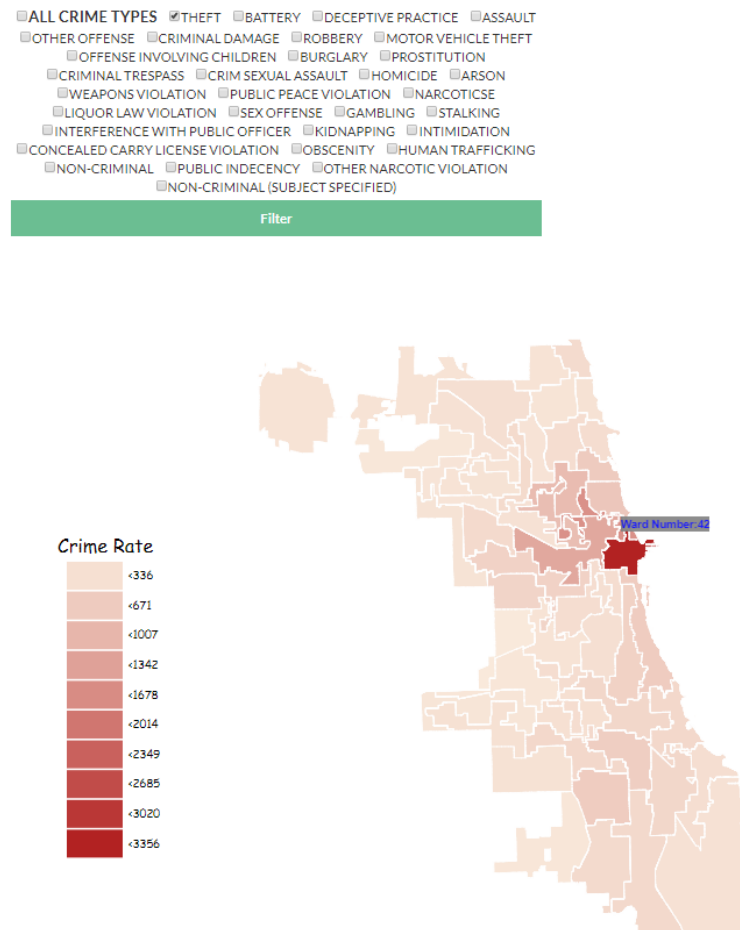 ALL CRIME TYPES THEFT BATTERY DECEPTIVE PRACTICE ASSAULT
OTHER OFFENSE CRIMINAL DAMAGE ROBBERY MOTOR VEHICLE THEFT
OFFENSE INVOLVING CHILDREN BURGLARY PROSTITUTION
CRIMINAL TRESPASS CRIM SEXUAL ASSAULT HOMICIDE ARSON
WEAPONS VIOLATION PUBLIC PEACE VIOLATION NARCOTICSE
LIQUOR LAW VIOLATION SEX OFFENSE GAMBLING STALKING
INTERFERENCE WITH PUBLIC OFFICER KIDNAPPING INTIMIDATION
CONCEALED CARRY LICENSE VIOLATION OBSCENITY HUMAN TRAFFICKING
NON-CRIMINAL PUBLIC INDECENCY OTHER NARCOTIC VIOLATION
NON-CRIMINAL (SUBJECT SPECIFIED)
Filter
Ward Number:42
Crime Rate
<336
<671
<1007
<1342
<1678
<2014
<2349
<2685
<3020
<3356